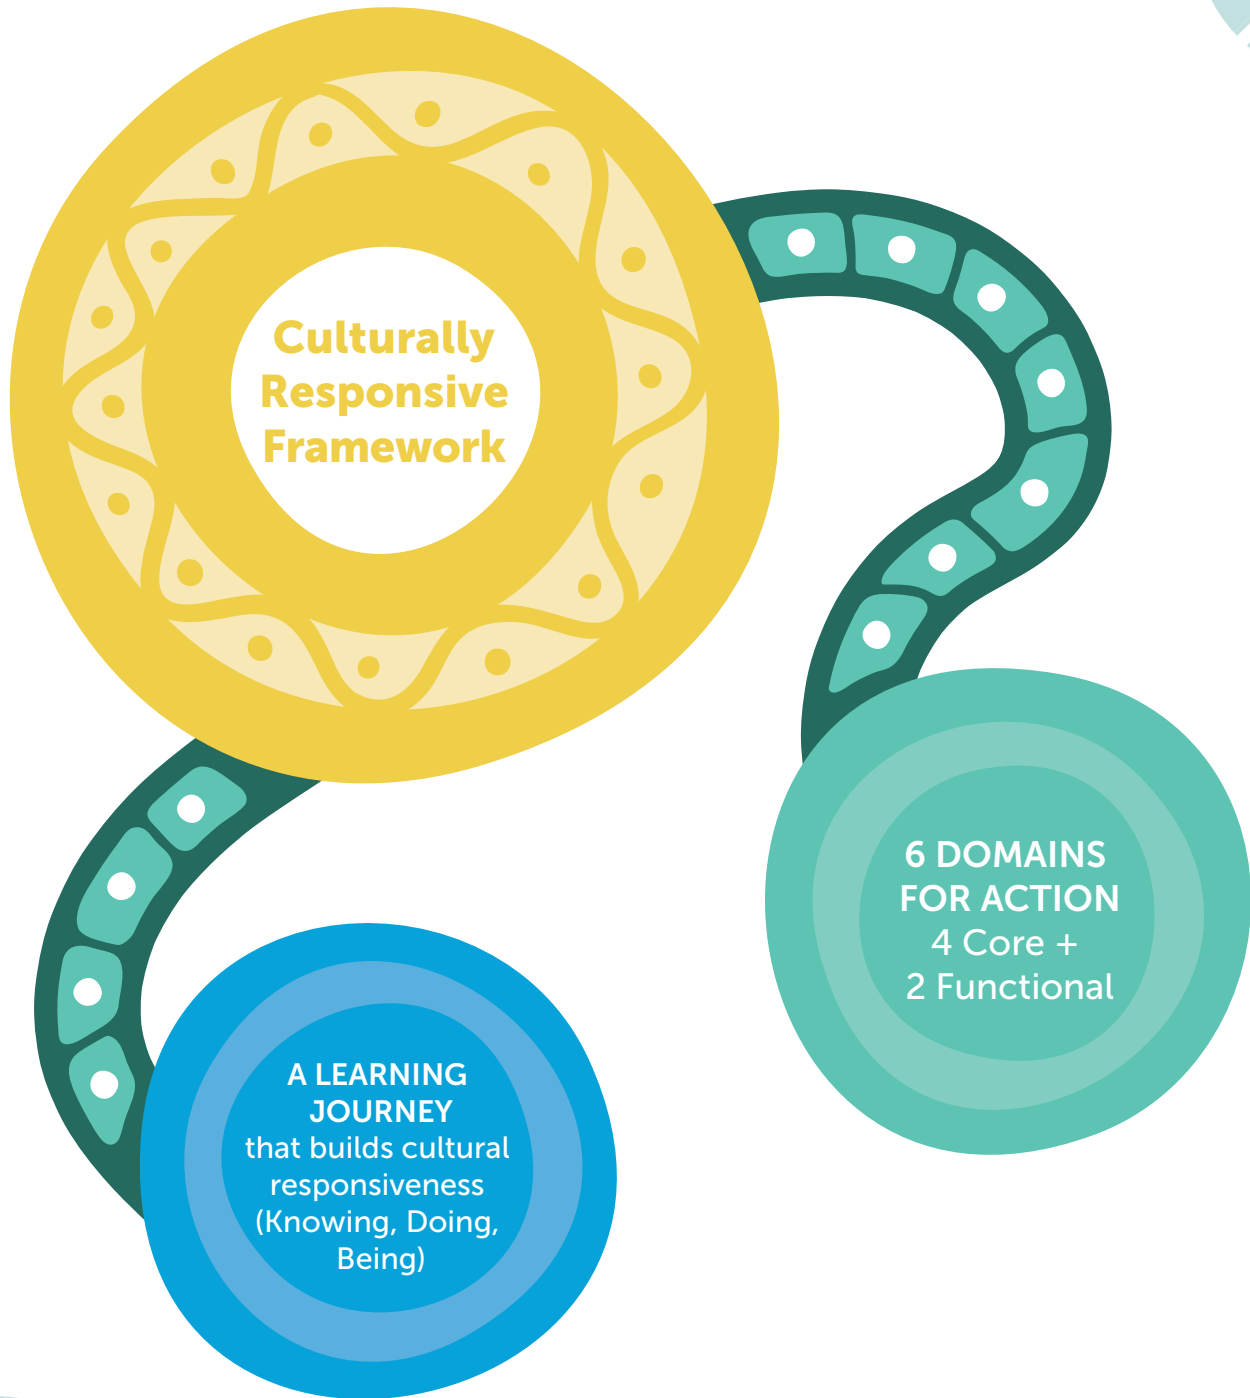 Culturally
Responsive
Framework
6 DOMAINS
FOR ACTION
4 Core +
2 Functional
A LEARNING
JOURNEY
that builds cultural
responsiveness
(Knowing, Doing,
Being)